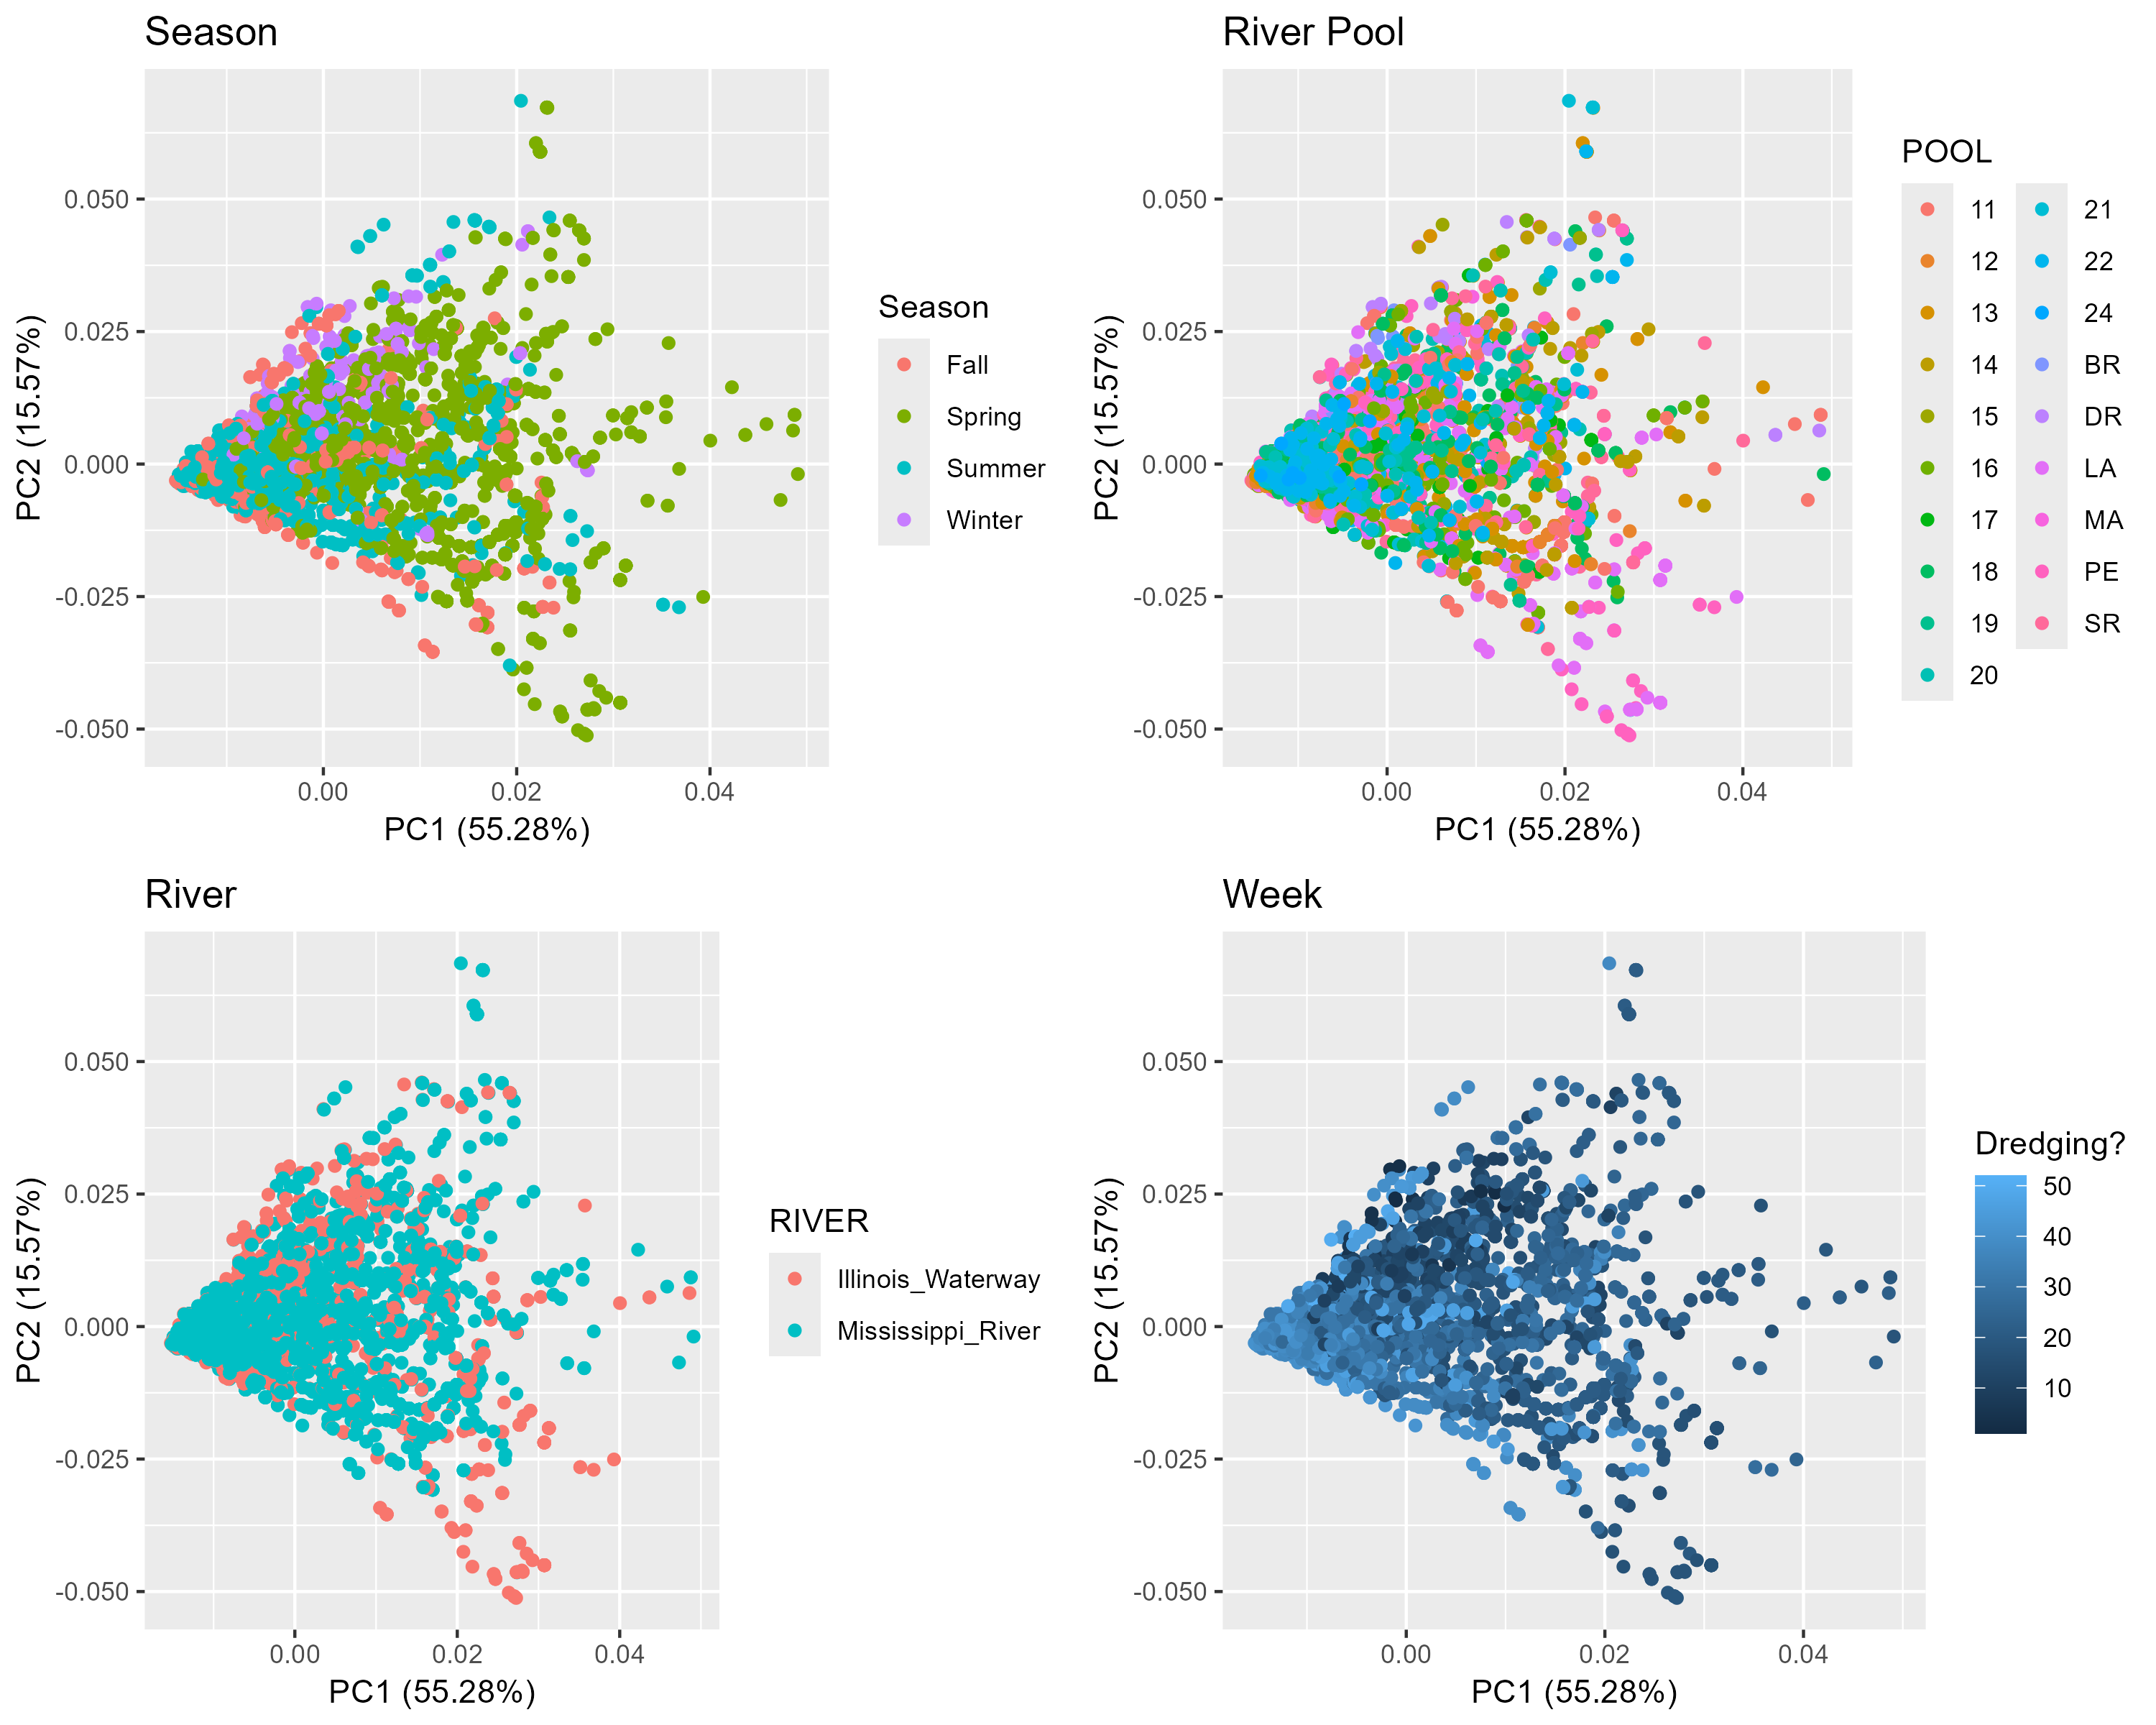 Season
0.050
0.025
0.000
-0.025
-0.050
PC2 (15.57%)
0.00 0.02 0.04
PC1 (55.28%)
Season
Fall
Spring
Summer
Winter
River Pool
0.050
0.025
0.000
-0.025
-0.050
PC2 (15.57%)
0.00 0.02 0.04
PC1 (55.28%)
POOL
11 21
12 22
13 24
14 BR
15 DR
16 LA
17 MA
18 PE
19 SR
20
River
0.050
0.025
0.000
-0.025
-0.050
PC2 (15.57%)
0.00 0.02 0.04
PC1 (55.28%)
RIVER
Illinois_Waterway
Mississippi_River
Week
0.050
0.025
0.000
-0.025
-0.050
PC2 (15.57%)
0.00 0.02 0.04
PC1 (55.28%)
Dredging?
50
40
30
20
10